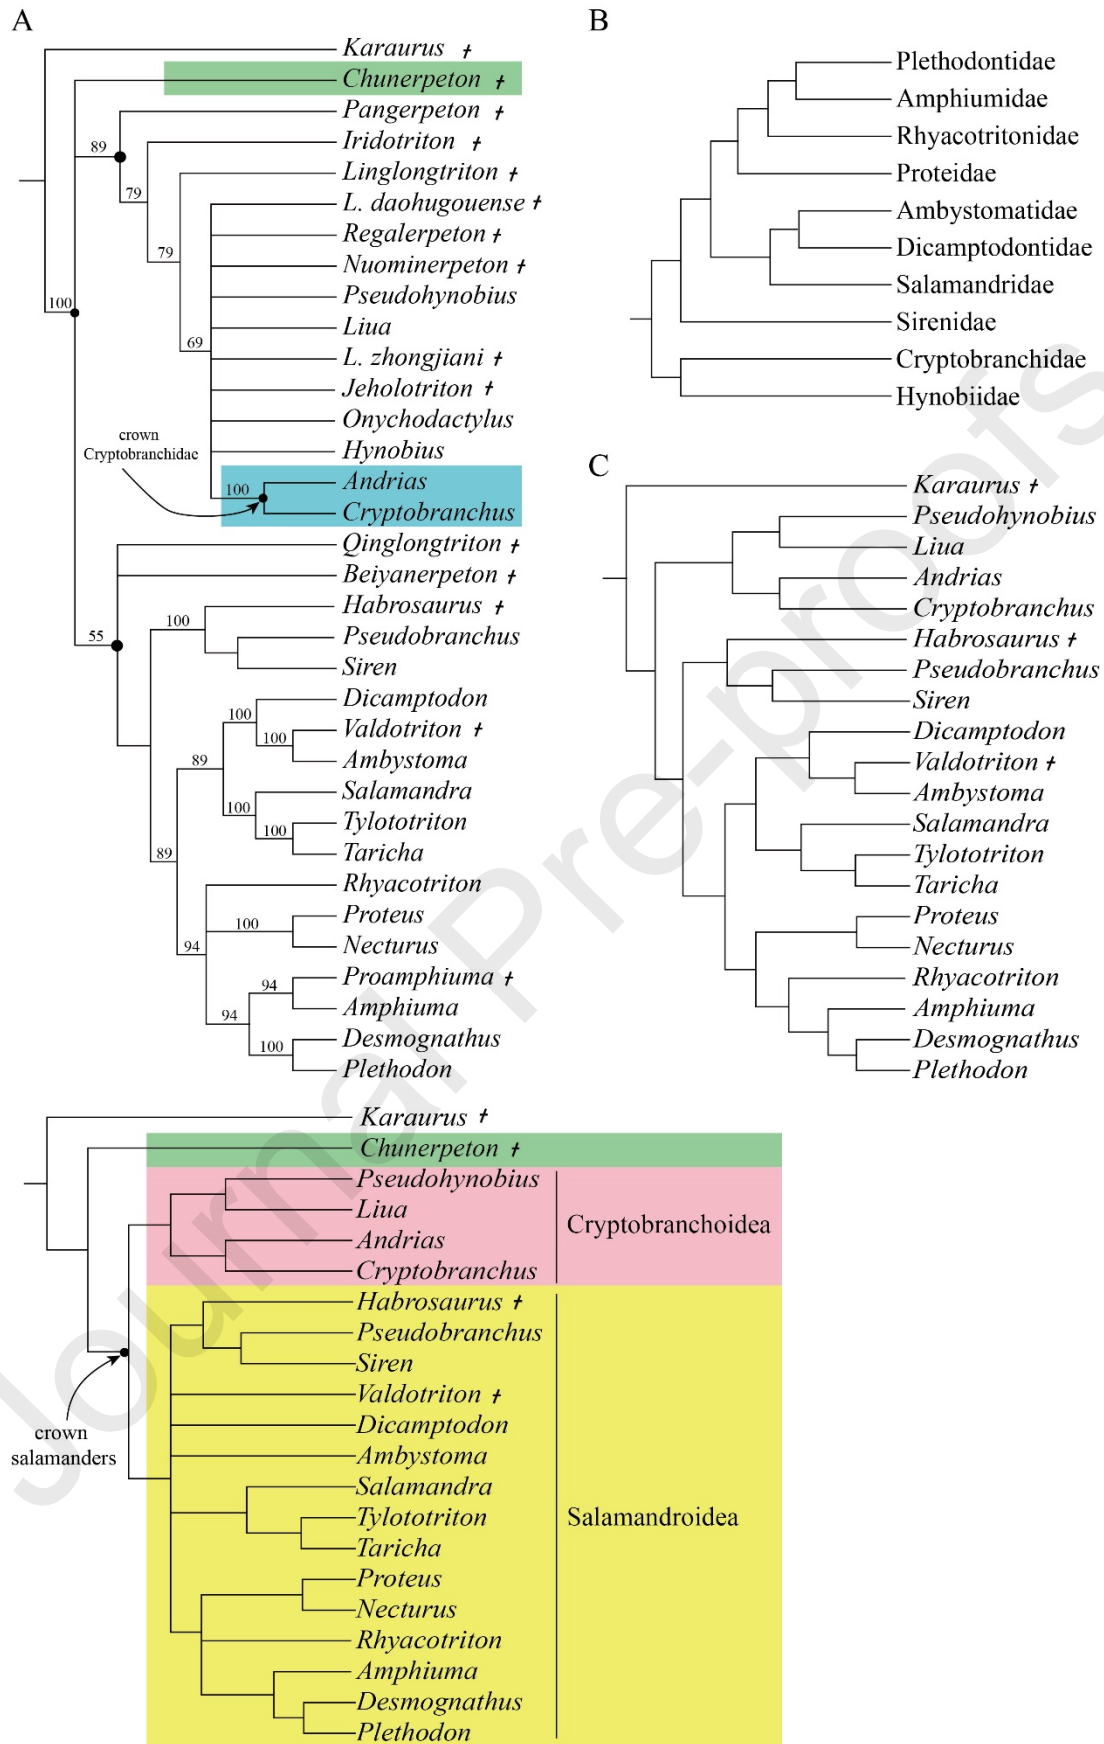 A
Karaurus †
Chunerpeton †
Pangerpeton †
Iridotriton †
Linglongtriton †
L. daohugouense †
Regalerpeton †
Nuominerpeton †
Pseudohynobius
Liua
L. zhongjiani †
Jeholotriton †
Onychodactylus
Hynobius
Andrias
Cryptobranchus
Qinglongtriton †
Beiyanerpeton †
Habrosaurus †
Pseudobranchus
Siren
Dicamptodon
Valdotriton †
Ambystoma
Salamandra
Tylototriton
Taricha
Rhyacotriton
Proteus
Necturus
Proamphiuma †
Amphiuma
Desmognathus
Plethodon
100
89
79
79
69
crown
Cryptobranchidae
100
55
100
89
89
100
100
100
100
94
100
94
94
100
B
Plethodontidae
Amphiumidae
Rhyacotritonidae
Proteidae
Ambystomatidae
Dicamptodontidae
Salamandridae
Sirenidae
Cryptobranchidae
Hynobiidae
C
Karaurus †
Pseudohynobius
Liua
Andrias
Cryptobranchus
Habrosaurus †
Pseudobranchus
Siren
Dicamptodon
Valdotriton †
Ambystoma
Salamandra
Tylototriton
Taricha
Proteus
Necturus
Rhyacotriton
Amphiuma
Desmognathus
Plethodon
Karaurus †
Chunerpeton †
Pseudohynobius
Liua
Andrias
Cryptobranchus
Cryptobranchoidea
Habrosaurus †
Pseudobranchus
Siren
Valdotriton †
Dicamptodon
Ambystoma
Salamandra
Tylototriton
Taricha
Proteus
Necturus
Rhyacotriton
Amphiuma
Desmognathus
Plethodon
Salamandroidea
crown
salamanders
Journal Pre-proofs